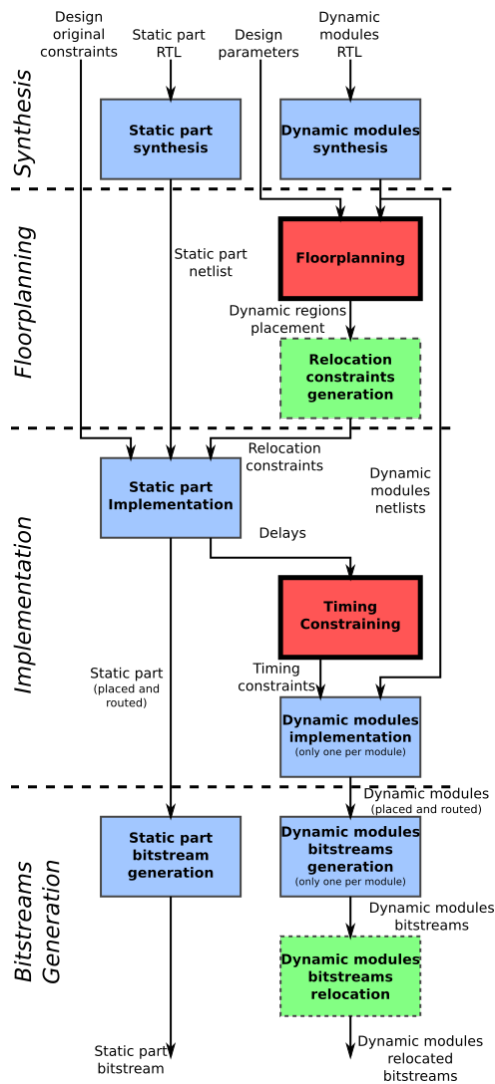 Design
original
constraints
Static part
RTL
Design
parameters
Dynamic
modules
RTL
Synthesis
Static part
synthesis
Dynamic modules
synthesis
Floorplanning
Static part
netlist
Floorplanning
Dynamic regions
placement
Relocation
constraints
generation
Relocation
constraints
Dynamic
modules
netlists
Implementation
Static part
Implementation
Delays
Timing
Constraining
Static part
(placed and
routed)
Timing
constraints
Dynamic modules
implementation
(only one per module)
Dynamic modules
(placed and routed)
Bitstreams
Generation
Static part
bitstream
generation
Dynamic modules
bitstreams
generation
(only one per module)
Dynamic modules
bitstreams
Dynamic modules
bitstreams
relocation
Static part
bitstream
Dynamic modules
relocated
bitstreams